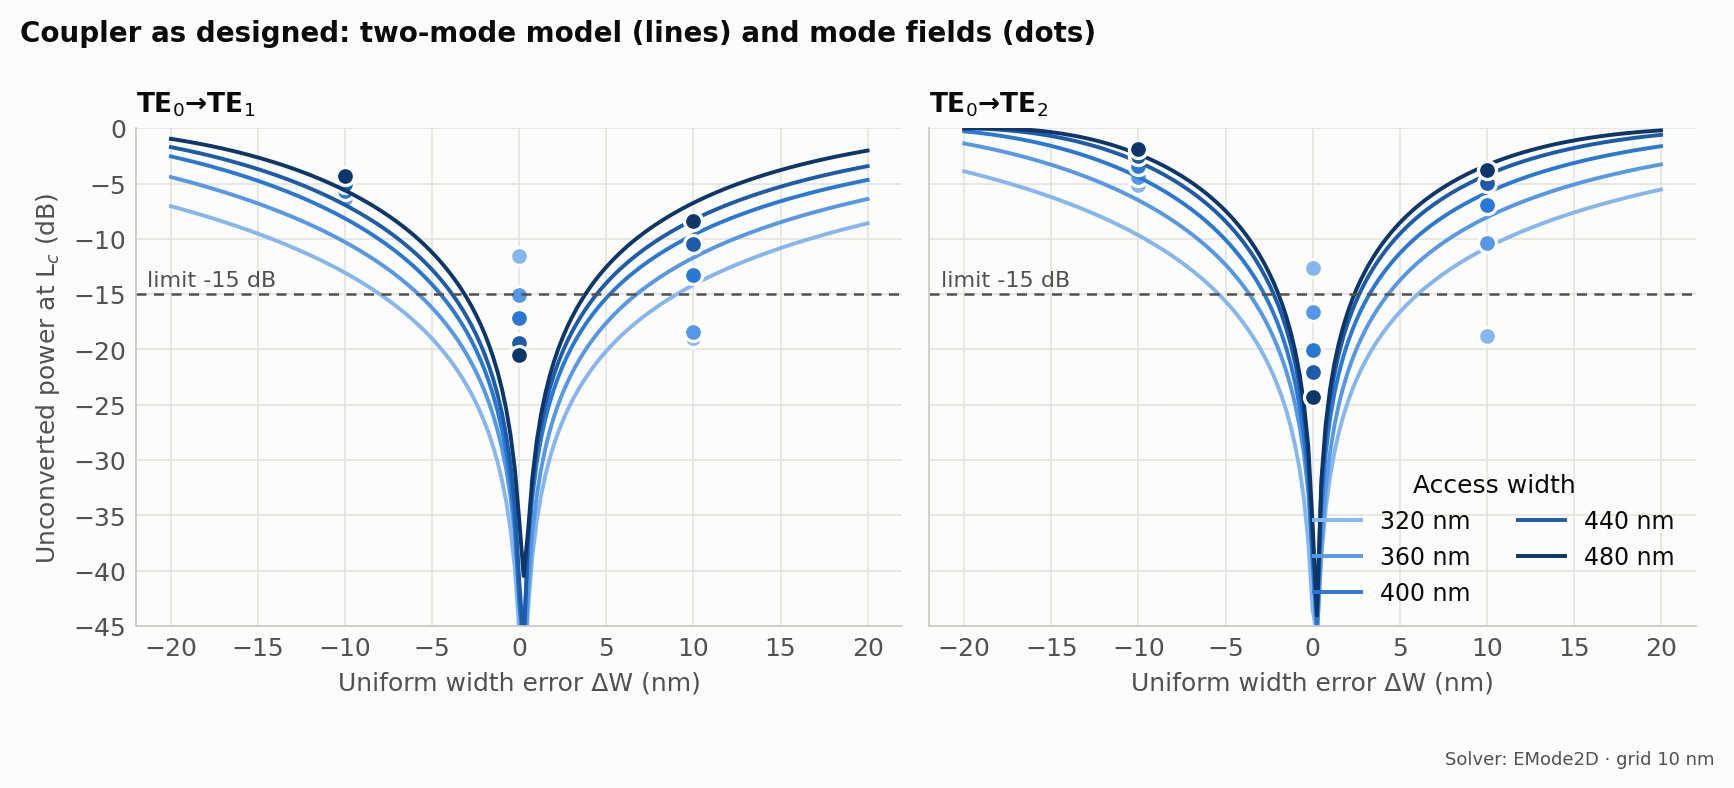 Coupler as designed: two-mode model (lines) and mode fields (dots)
TE₀→TE₁
TE₀→TE₂
Unconverted power at L_c (dB)
0
−5
−10
−15
−20
−25
−30
−35
−40
−45
limit -15 dB
limit -15 dB
Access width
320 nm
440 nm
360 nm
480 nm
400 nm
−20 −15 −10 −5 0 5 10 15 20
−20 −15 −10 −5 0 5 10 15 20
Uniform width error ΔW (nm)
Uniform width error ΔW (nm)
Solver: EMode2D · grid 10 nm